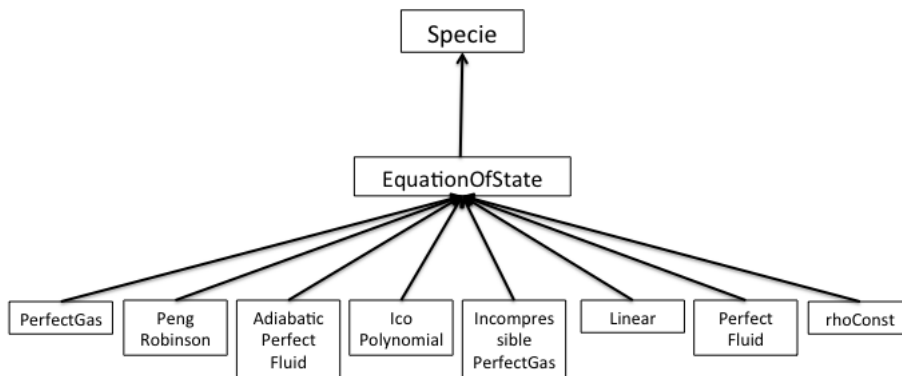 Specie
EquationOfState
PerfectGas
Peng
Robinson
Adiabatic
Perfect
Fluid
Ico
Polynomial
Incompres
sible
PerfectGas
Linear
Perfect
Fluid
rhoConst